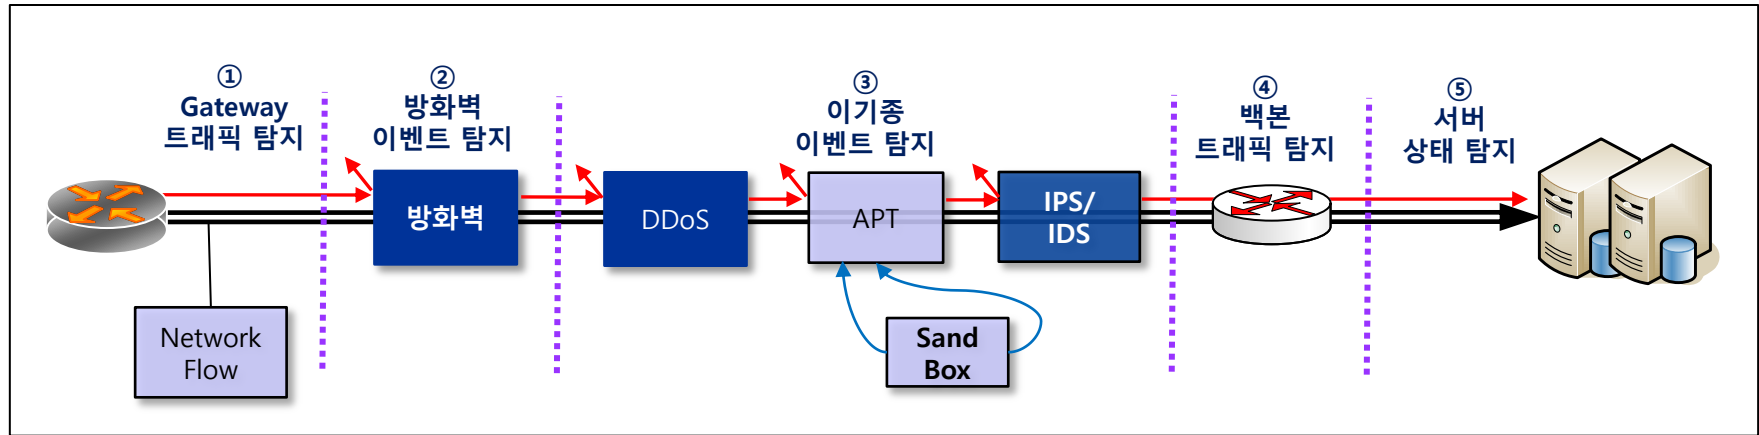 ①
Gateway
트래픽 탐지
②
방화벽
이벤트 탐지
③
이기종
이벤트 탐지
④
백본
트래픽 탐지
⑤
서버
상태 탐지
방화벽
DDoS
APT
IPS/
IDS
Network
Flow
Sand
Box